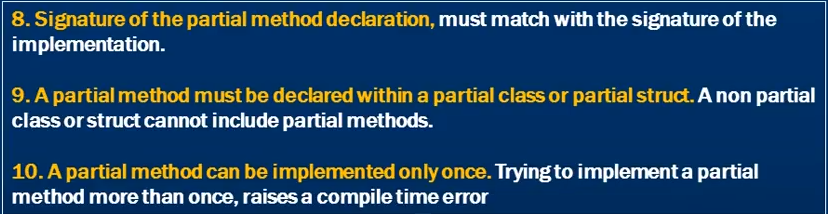 8. Signature of the partial method declaration, must match with the signature of the
implementation.
9. A partial method must be declared within a partial class or partial struct. A non partial
class or struct cannot include partial methods.
10. A partial method can be implemented only once. Trying to implement a partial
method more than once, raises a compile time error